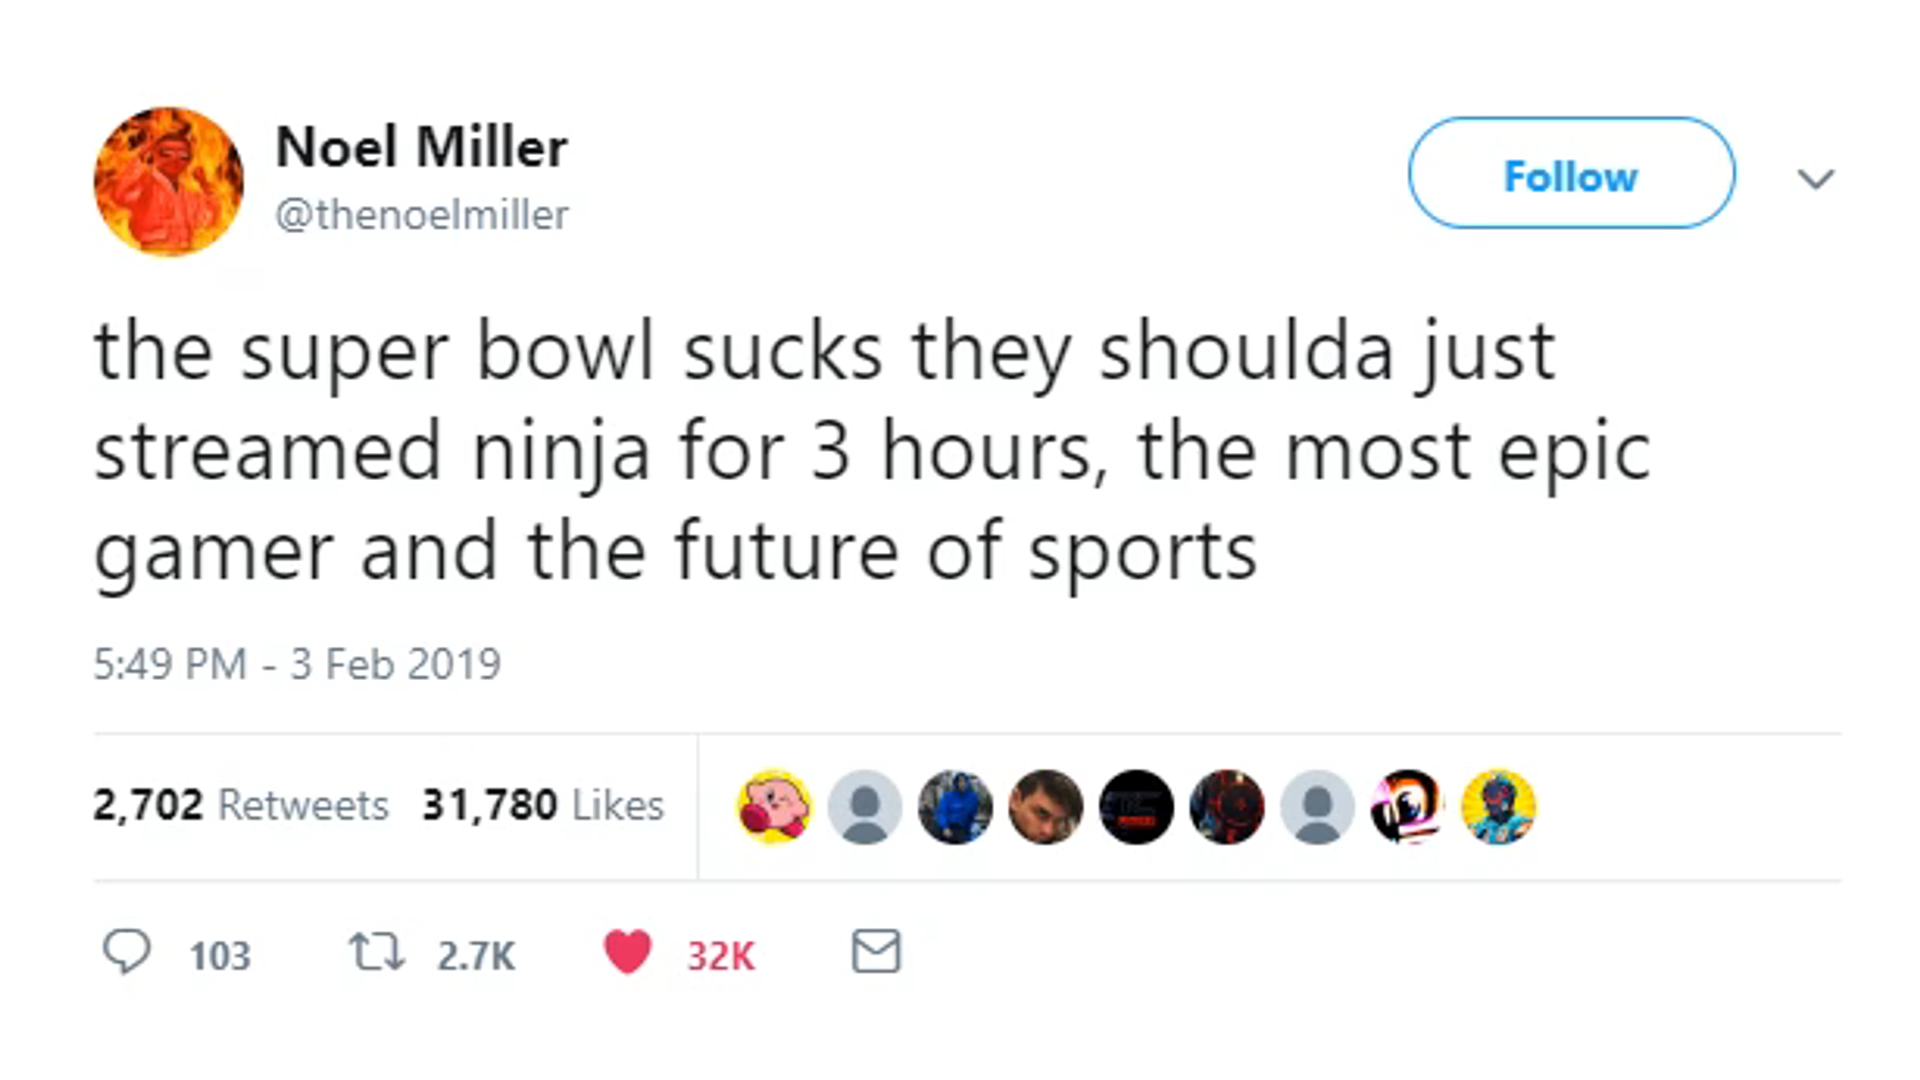 Noel Miller
@thenoelmiller
Follow
the super bowl sucks they shoulda just
streamed ninja for 3 hours, the most epic
gamer and the future of sports
5:49 PM - 3 Feb 2019
2,702 Retweets 31,780 Likes
103 2.7K 32K